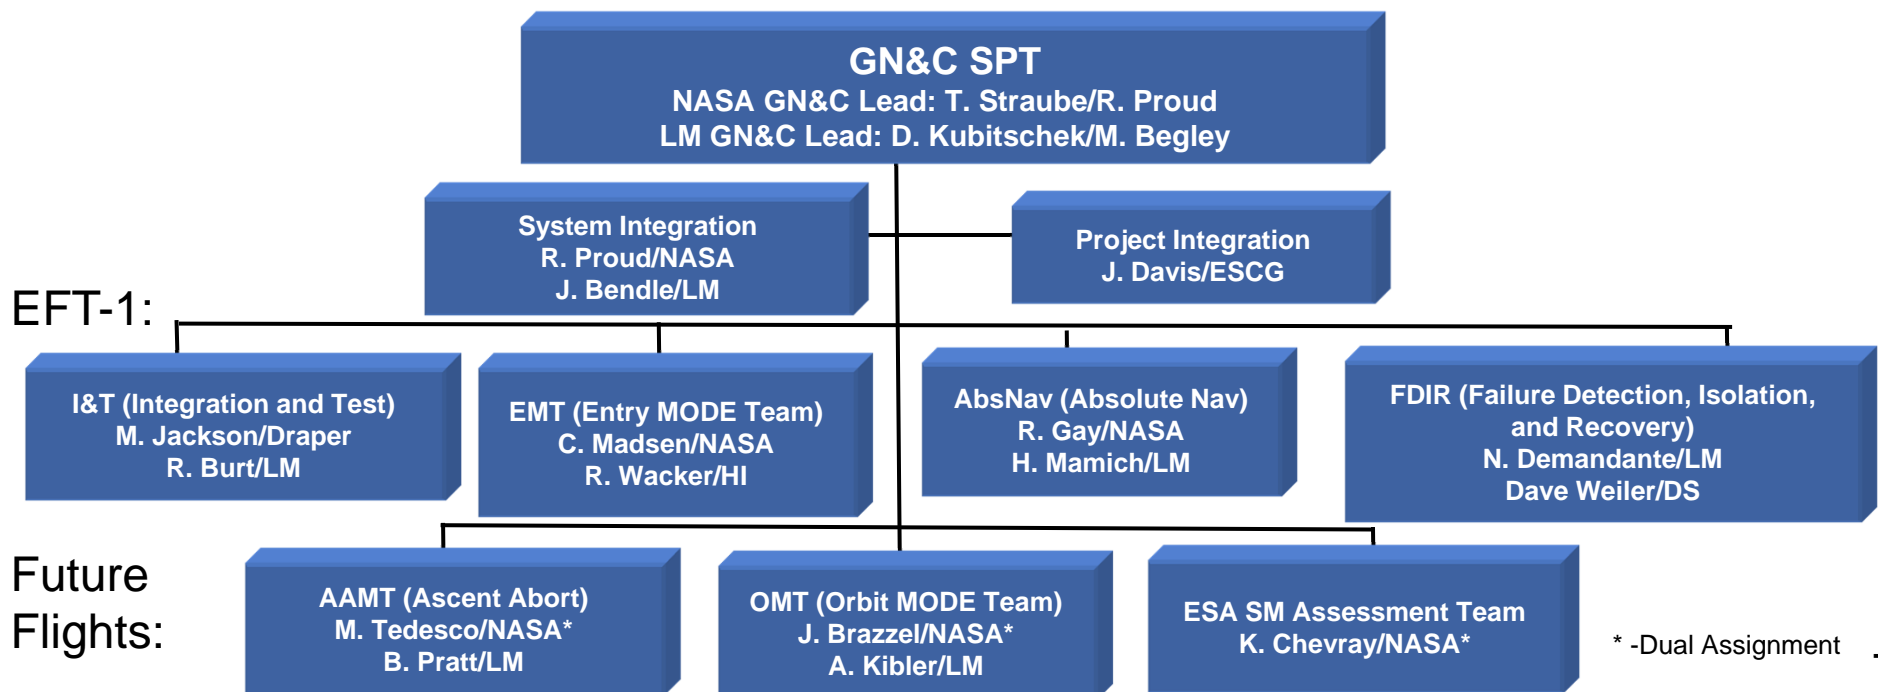 GN&C SPT
NASA GN&C Lead: T. Straube/R. Proud
LM GN&C Lead: D. Kubitschek/M. Begley
System Integration
R. Proud/NASA
J. Bendle/LM
Project Integration
J. Davis/ESCG
EFT-1:
I&T (Integration and Test)
M. Jackson/Draper
R. Burt/LM
EMT (Entry MODE Team)
C. Madsen/NASA
R. Wacker/HI
AbsNav (Absolute Nav)
R. Gay/NASA
H. Mamich/LM
FDIR (Failure Detection, Isolation,
and Recovery)
N. Demandante/LM
Dave Weiler/DS
Future
Flights:
AAMT (Ascent Abort)
M. Tedesco/NASA*
B. Pratt/LM
OMT (Orbit MODE Team)
J. Brazzel/NASA*
A. Kibler/LM
ESA SM Assessment Team
K. Chevray/NASA*
* -Dual Assignment